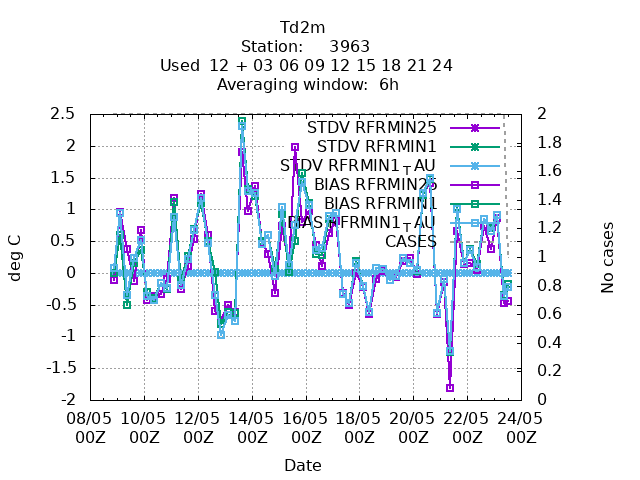 Td2m
Station: 3963
Used 12 + 03 06 09 12 15 18 21 24
Averaging window: 6h
STDV RFRMIN25
STDV RFRMIN1
STDV RFRMIN1_AU
BIAS RFRMIN25
BIAS RFRMIN1
BIAS RFRMIN1_AU
CASES
deg C
2.5
2
1.5
1
0.5
0
-0.5
-1
-1.5
-2
2
1.8
1.6
1.4
1.2
1
0.8
0.6
0.4
0.2
0
No cases
08/05 10/05 12/05 14/05 16/05 18/05 20/05 22/05 24/05
00Z 00Z 00Z 00Z 00Z 00Z 00Z 00Z 00Z
Date